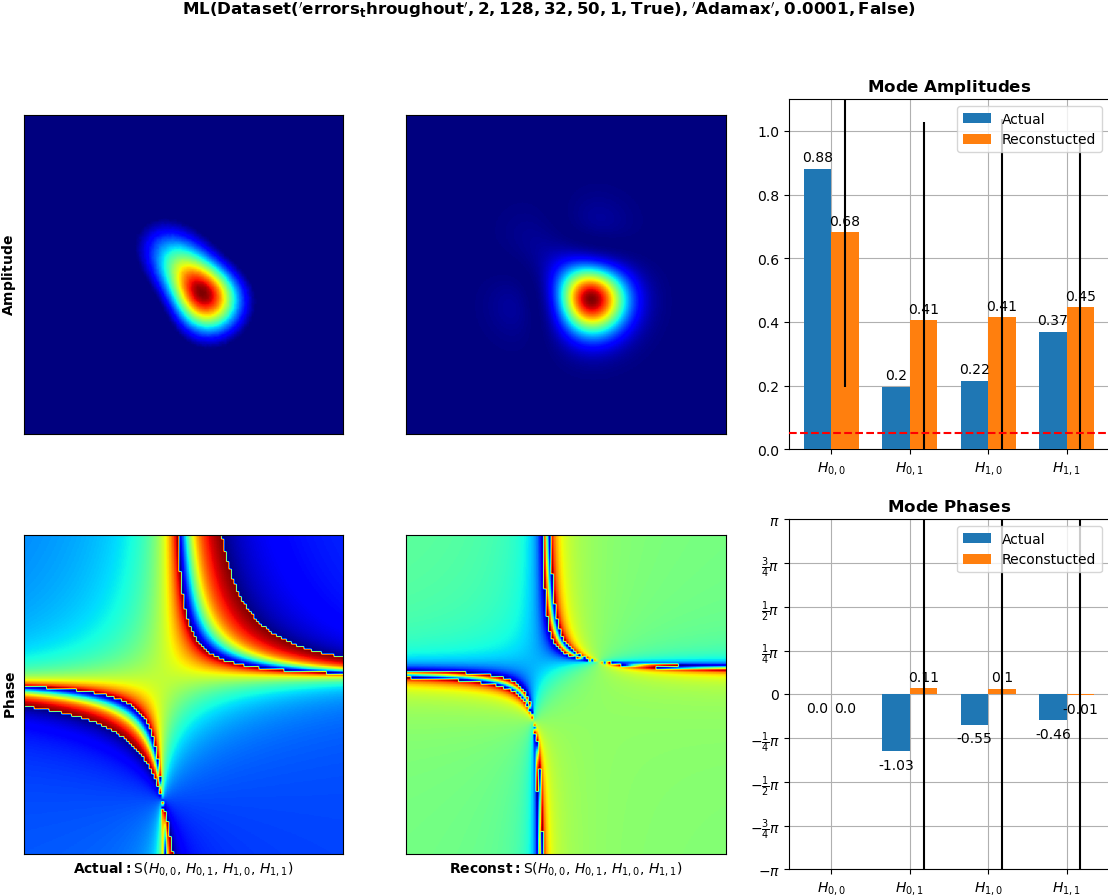 ML(Dataset('errors_throughout', 2, 128, 32, 50, 1, True), 'Adamax', 0.0001, False)
Amplitude
Mode Amplitudes
Actual
Reconstucted
1.0
0.8
0.6
0.4
0.2
0.0
0.88
0.68
0.2
0.41
0.22
0.41
0.37
0.45
H0,0
H0,1
H1,0
H1,1
Phase
Actual: S(H0,0, H0,1, H1,0, H1,1)
Reconst: S(H0,0, H0,1, H1,0, H1,1)
Mode Phases
Actual
Reconstucted
π
3/4π
1/2π
1/4π
0
−1/4π
−1/2π
−3/4π
−π
0.0
0.0
-1.03
0.11
-0.55
0.1
-0.46
-0.01
H0,0
H0,1
H1,0
H1,1